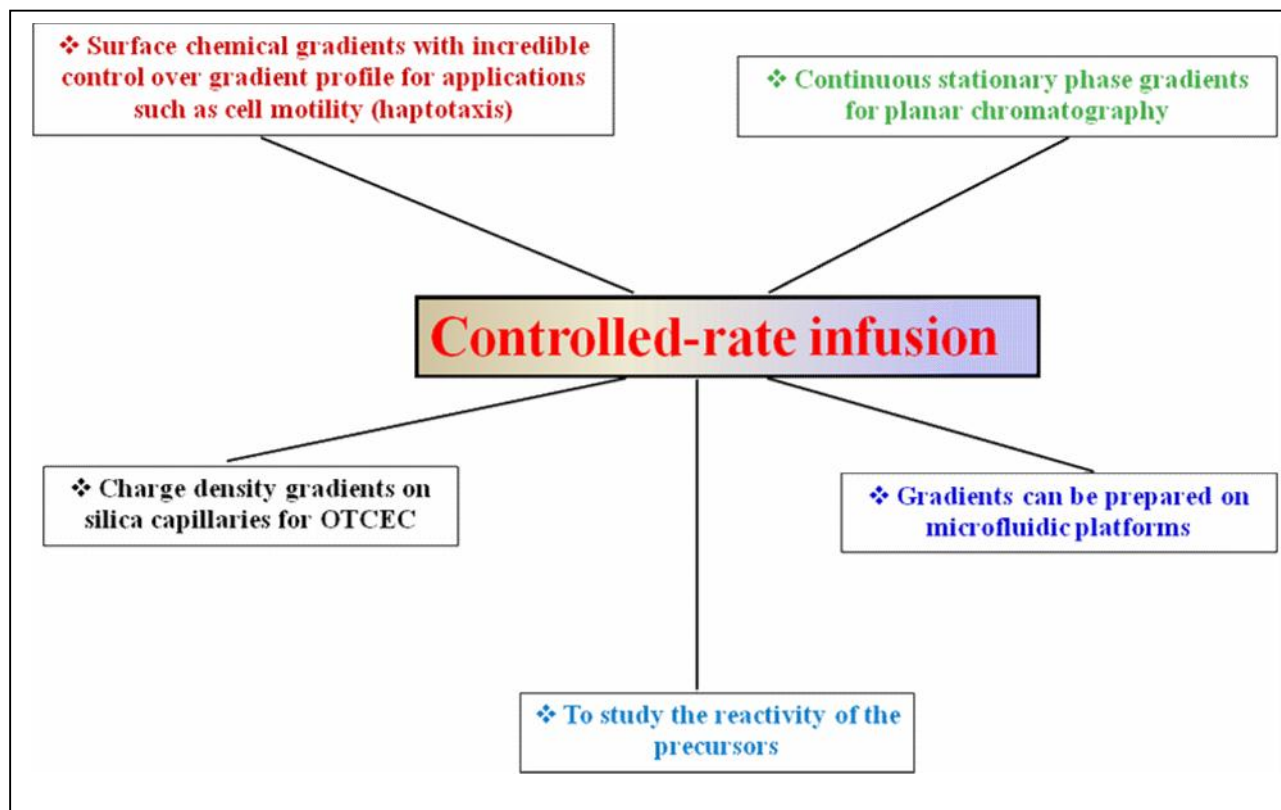 ❖ Surface chemical gradients with incredible
control over gradient profile for applications
such as cell motility (haptotaxis)
❖ Continuous stationary phase gradients
for planar chromatography
Controlled-rate infusion
❖ Charge density gradients on
silica capillaries for OTCEC
❖ Gradients can be prepared on
microfluidic platforms
❖ To study the reactivity of the
precursors